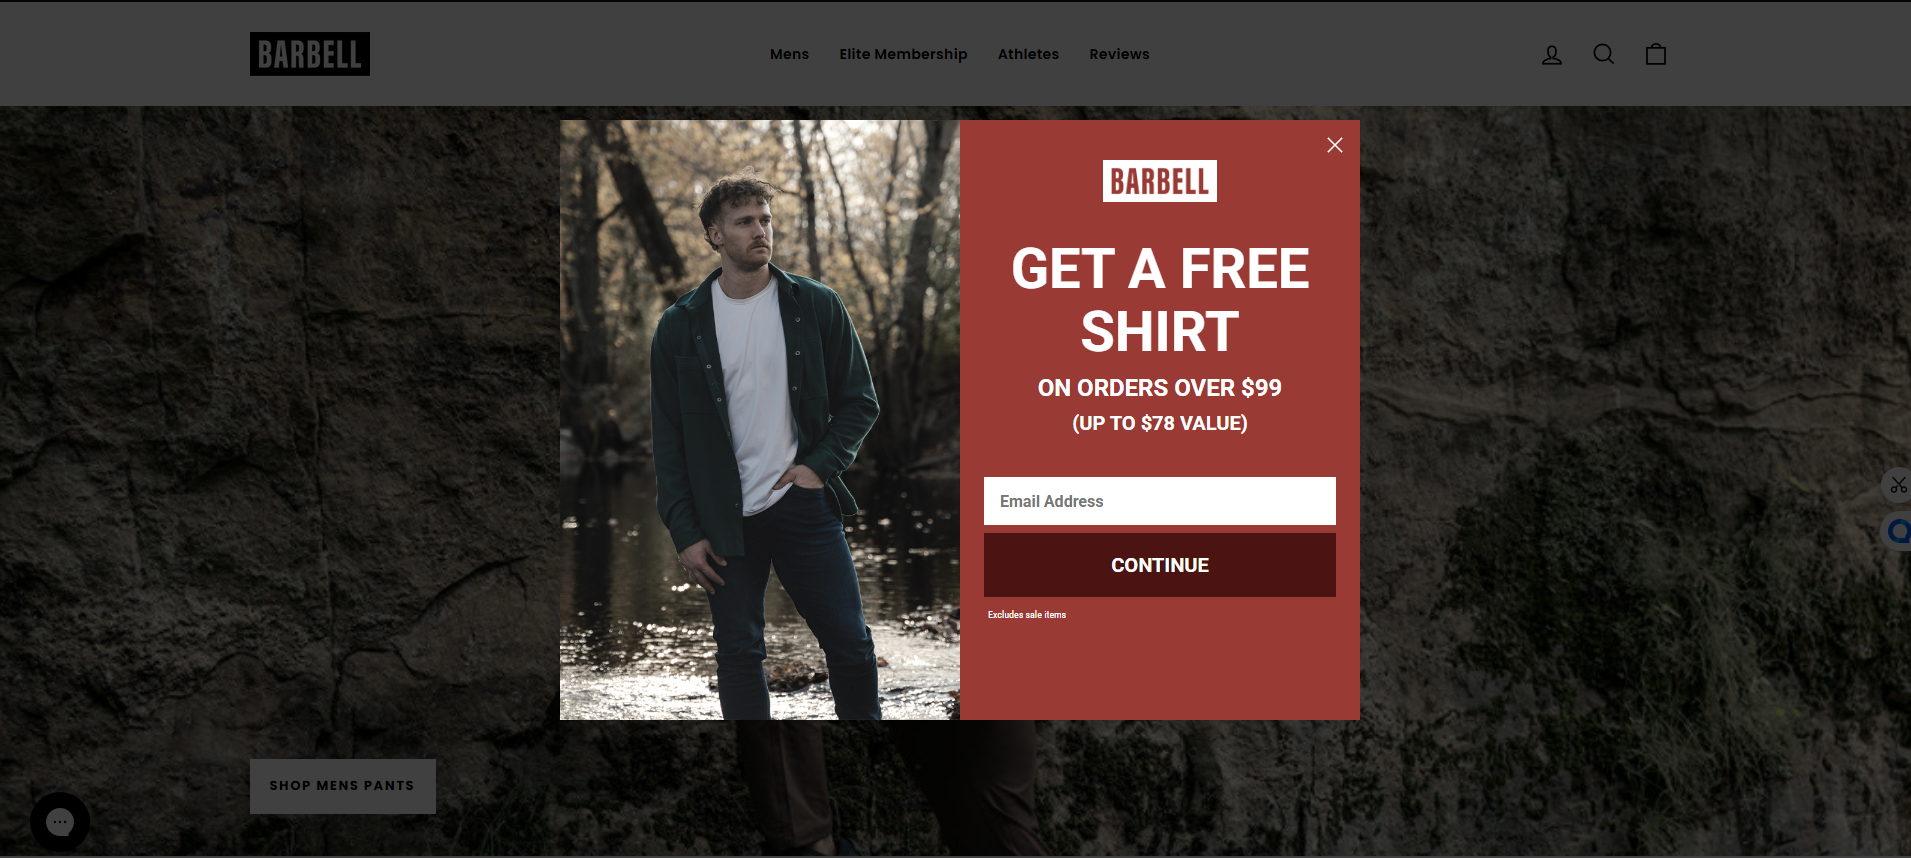 BARBELL
Mens Elite Membership Athletes Reviews
BARBELL
GET A FREE
SHIRT
ON ORDERS OVER $99
(UP TO $78 VALUE)
Email Address
CONTINUE
Excludes sale items
SHOP MENS PANTS